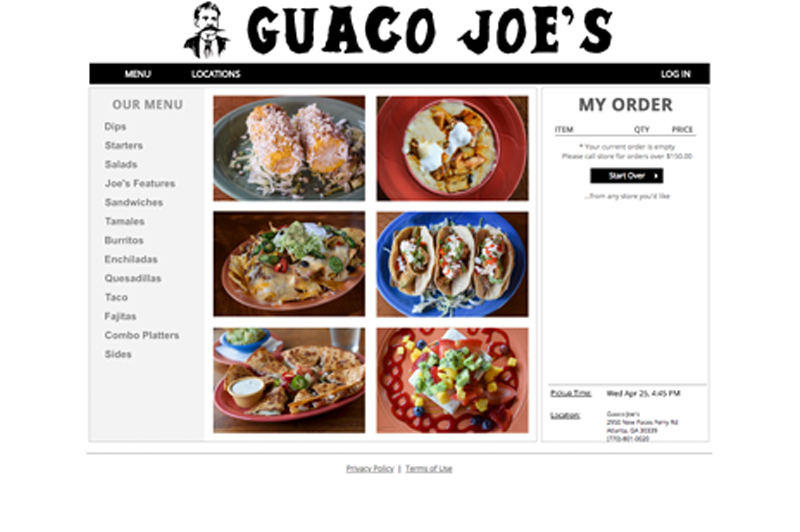 GUACO JOE'S
MENU LOCATIONS LOG IN
OUR MENU
Dips
Starters
Salads
Joe's Features
Sandwiches
Tamales
Burritos
Enchiladas
Quesadillas
Taco
Fajitas
Combo Platters
Sides
MY ORDER
ITEM QTY PRICE
* Your current order is empty
Please call store for orders over $150.00
Start Over
...from any store you'd like
Pickup Time: Wed Apr 25, 4:45 PM
Location: Guaco Joe's
2950 New Paces Ferry Rd
Atlanta, GA 30339
(770)-801-0020
Privacy Policy | Terms of Use